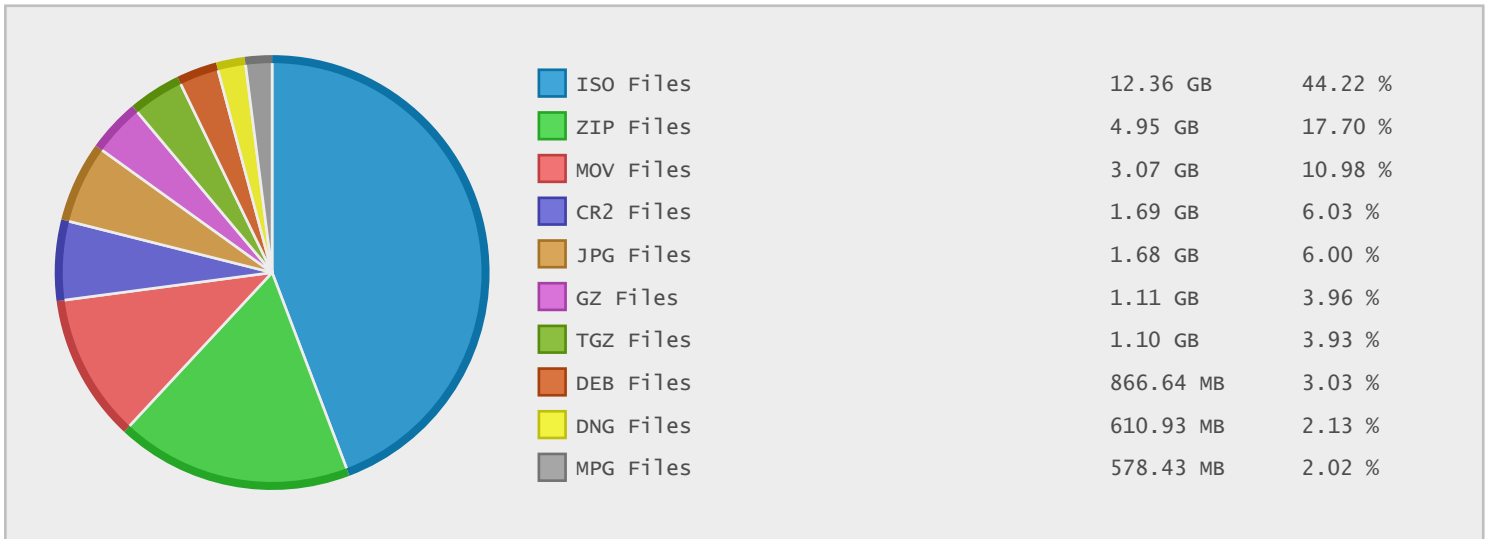 ISO Files 12.36 GB 44.22 %
ZIP Files 4.95 GB 17.70 %
MOV Files 3.07 GB 10.98 %
CR2 Files 1.69 GB 6.03 %
JPG Files 1.68 GB 6.00 %
GZ Files 1.11 GB 3.96 %
TGZ Files 1.10 GB 3.93 %
DEB Files 866.64 MB 3.03 %
DNG Files 610.93 MB 2.13 %
MPG Files 578.43 MB 2.02 %